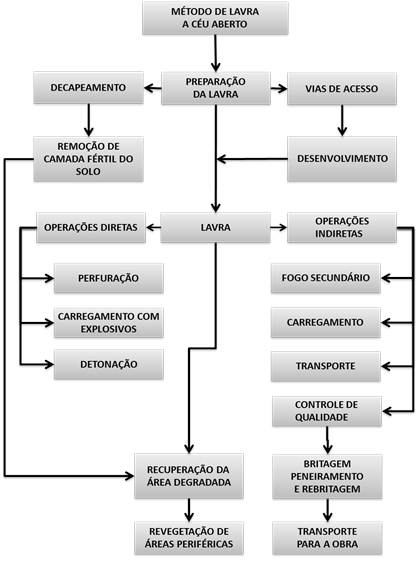 MÉTODO DE LAVRA
A CÉU ABERTO
DECAPEAMENTO
PREPARAÇÃO
DA LAVRA
VIAS DE ACESSO
REMOÇÃO DE
CAMADA FÉRTIL DO
SOLO
DESENVOLVIMENTO
OPERAÇÕES DIRETAS
LAVRA
OPERAÇÕES
INDIRETAS
PERFURAÇÃO
FOGO SECUNDÁRIO
CARREGAMENTO COM
EXPLOSIVOS
CARREGAMENTO
DETONAÇÃO
TRANSPORTE
CONTROLE DE
QUALIDADE
RECUPERAÇÃO DA
ÁREA DEGRADADA
BRITAGEM
PENEIRAMENTO
E REBRITAGEM
REVEGETAÇÃO DE
ÁREAS PERIFÉRICAS
TRANSPORTE
PARA A OBRA